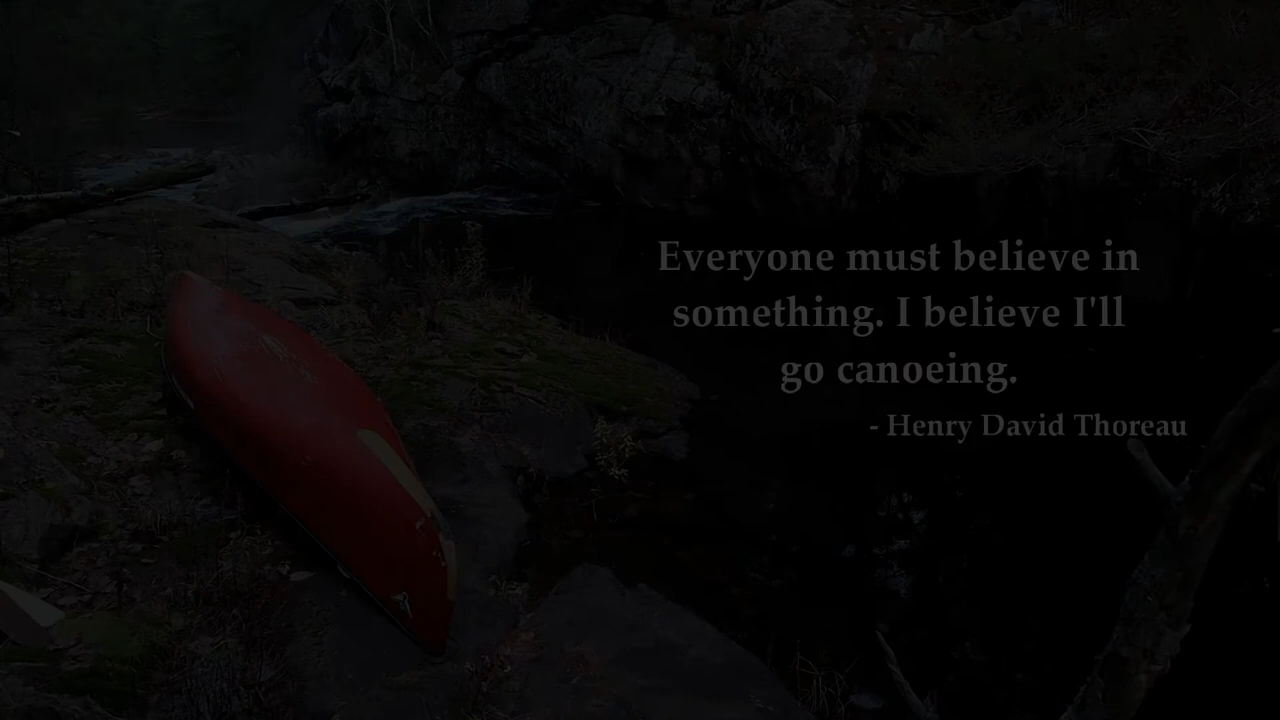 Everyone must believe in
something. I believe I'll
go canoeing.
- Henry David Thoreau